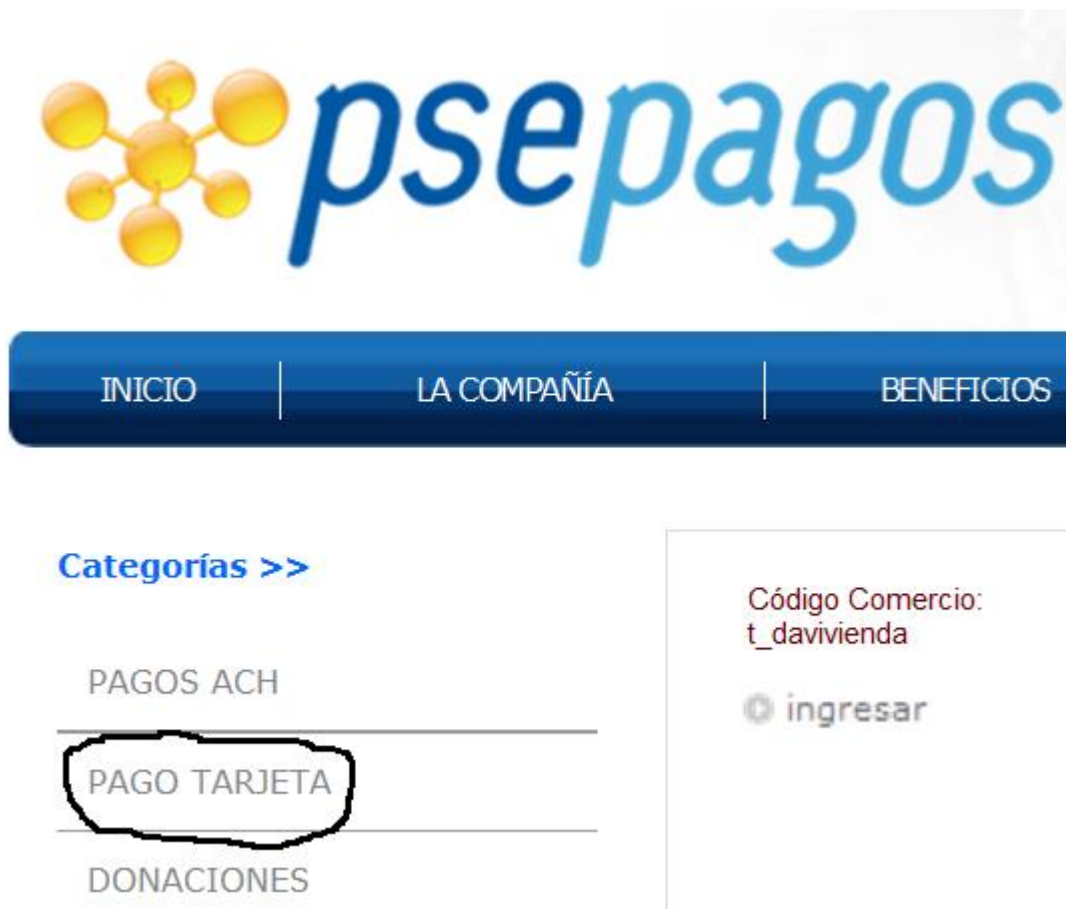 psepagos
INICIO
LA COMPAÑÍA
BENEFICIOS
Categorías >>
PAGOS ACH
PAGO TARJETA
DONACIONES
Código Comercio:
t_davivienda
ingresar